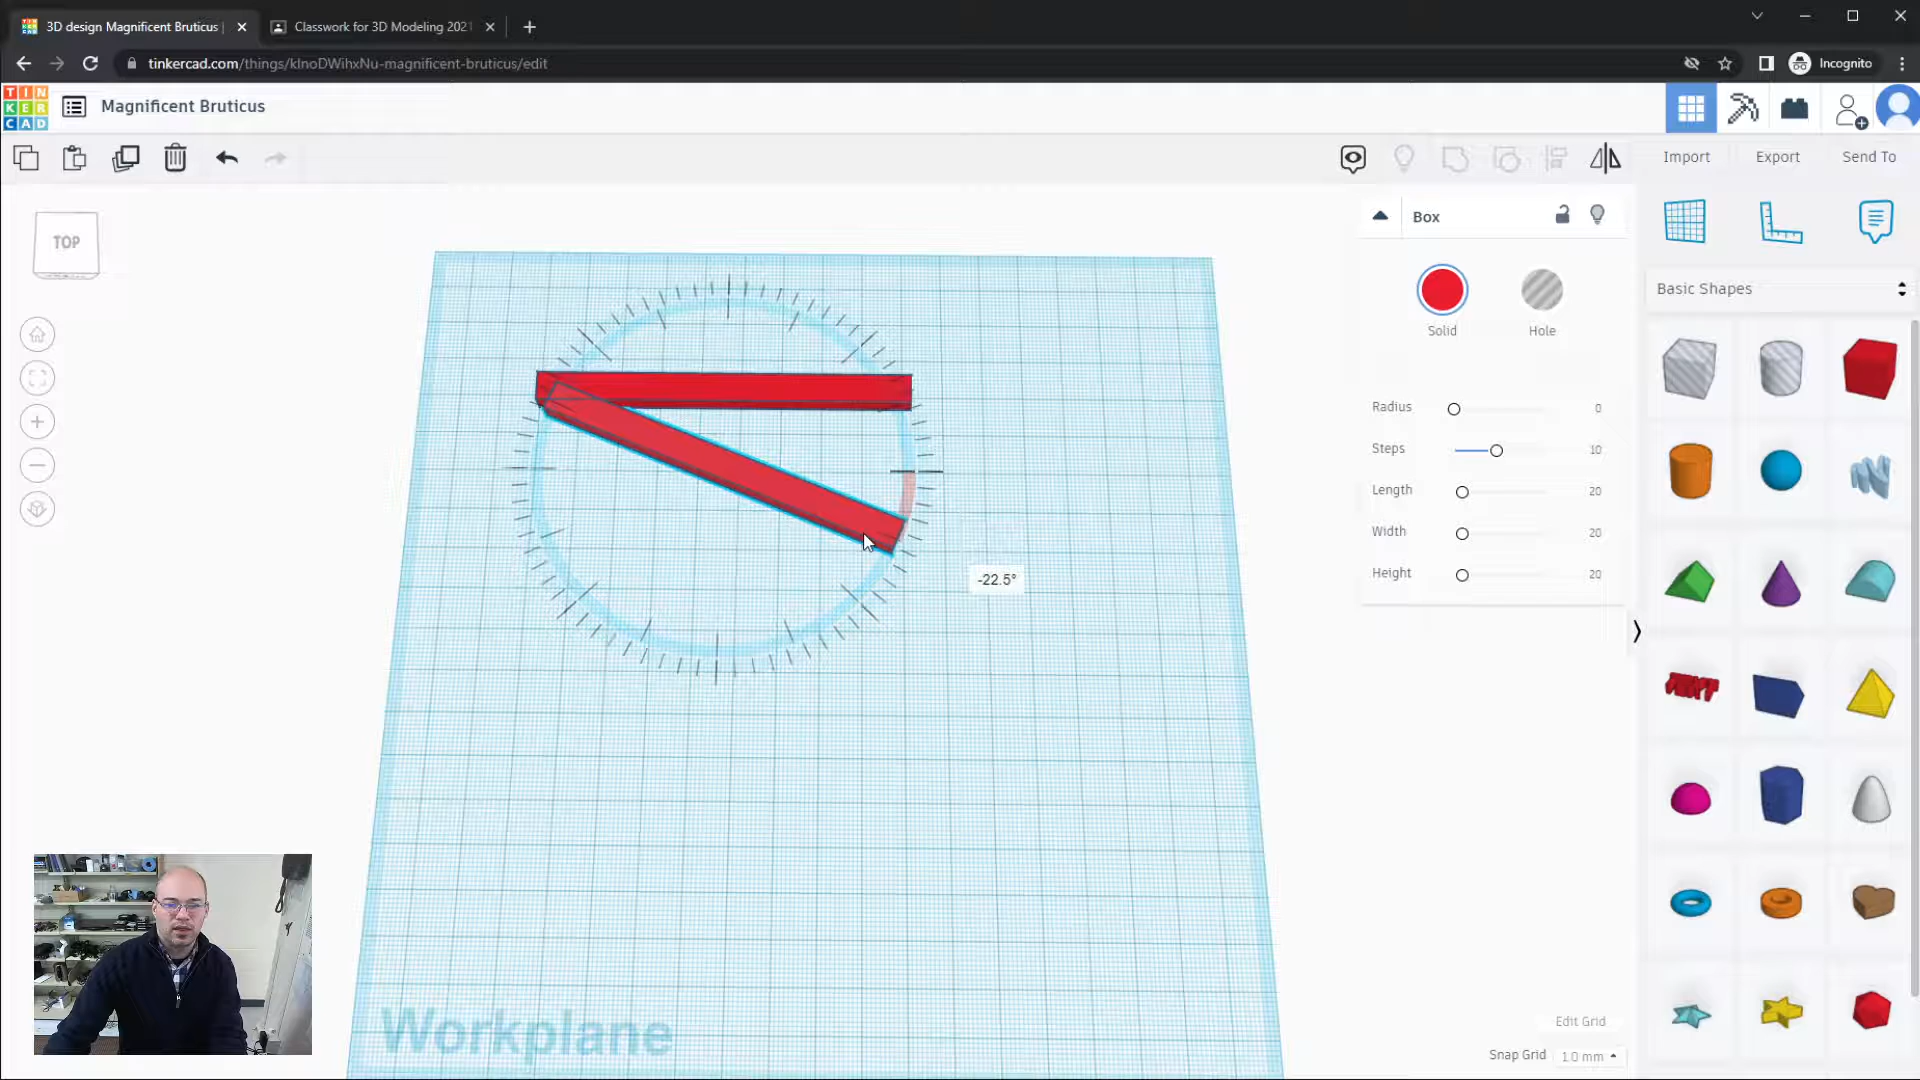 3D design Magnificent Bruticus |
Classwork for 3D Modeling 2021
tinkercad.com/things/klnoDWihxNu-magnificent-bruticus/edit
Incognito
TIN
KER
CAD
Magnificent Bruticus
Import
Export
Send To
TOP
Box
Solid
Hole
Basic Shapes
Radius
0
Steps
10
Length
20
Width
20
Height
20
-22.5°
TEXT
Workplane
Edit Grid
Snap Grid
1.0 mm